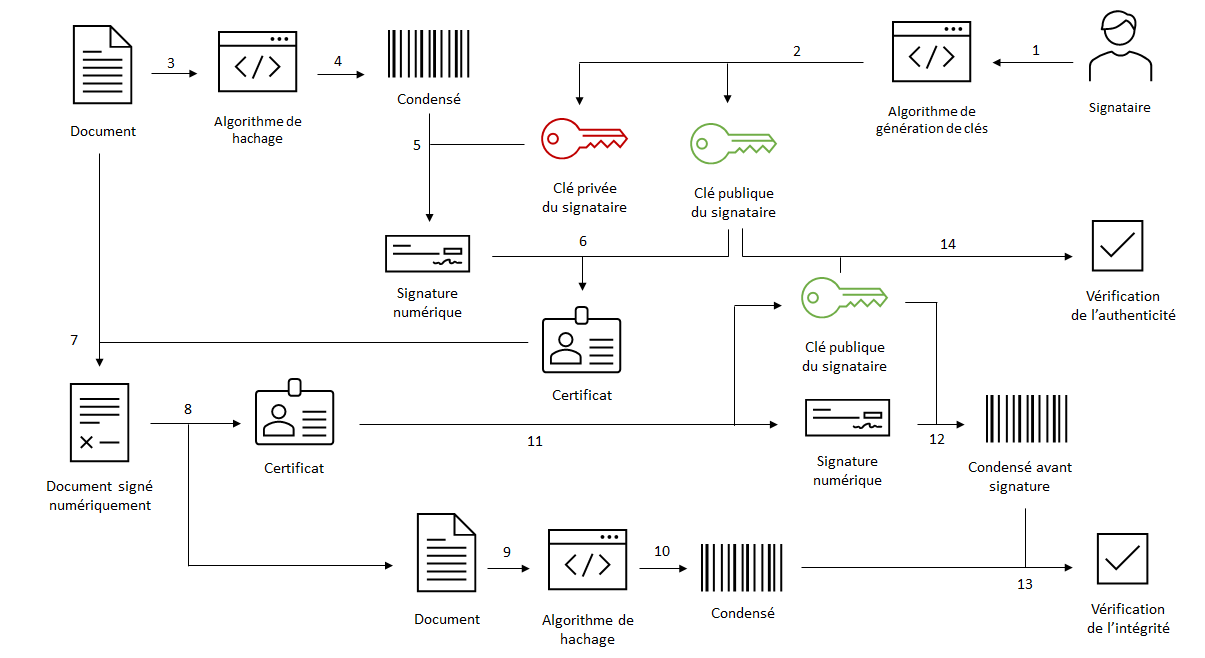 3
4
2
1
Document
Algorithme de
hachage
Condensé
Algorithme de
génération de clés
Signataire
5
Clé privée
du signataire
Clé publique
du signataire
6
14
Signature
numérique
Vérification
de l’authenticité
7
Clé publique
du signataire
Certificat
8
11
12
Certificat
Signature
numérique
Condensé avant
signature
Document signé
numériquement
9
10
13
Document
Algorithme de
hachage
Condensé
Vérification
de l’intégrité